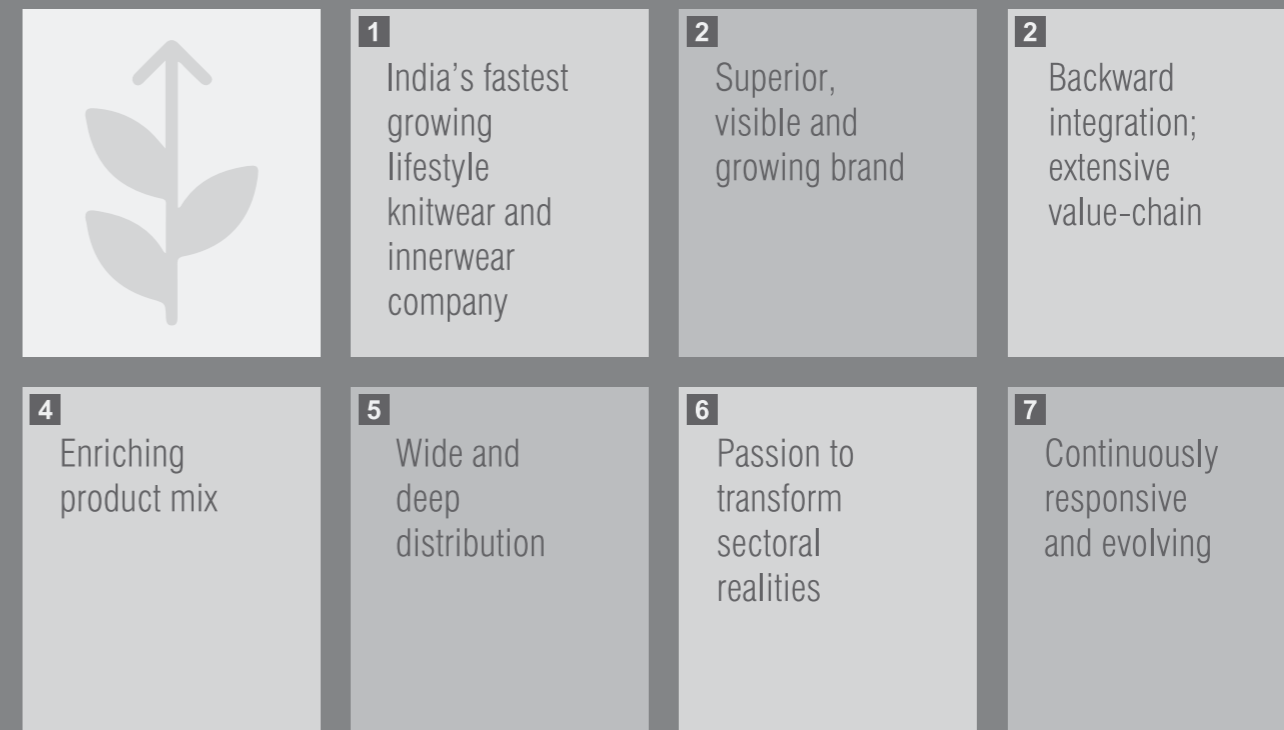 1
India’s fastest
growing
lifestyle
knitwear and
innerwear
company
2
Superior,
visible and
growing brand
2
Backward
integration;
extensive
value-chain
4
Enriching
product mix
5
Wide and
deep
distribution
6
Passion to
transform
sectoral
realities
7
Continuously
responsive
and evolving